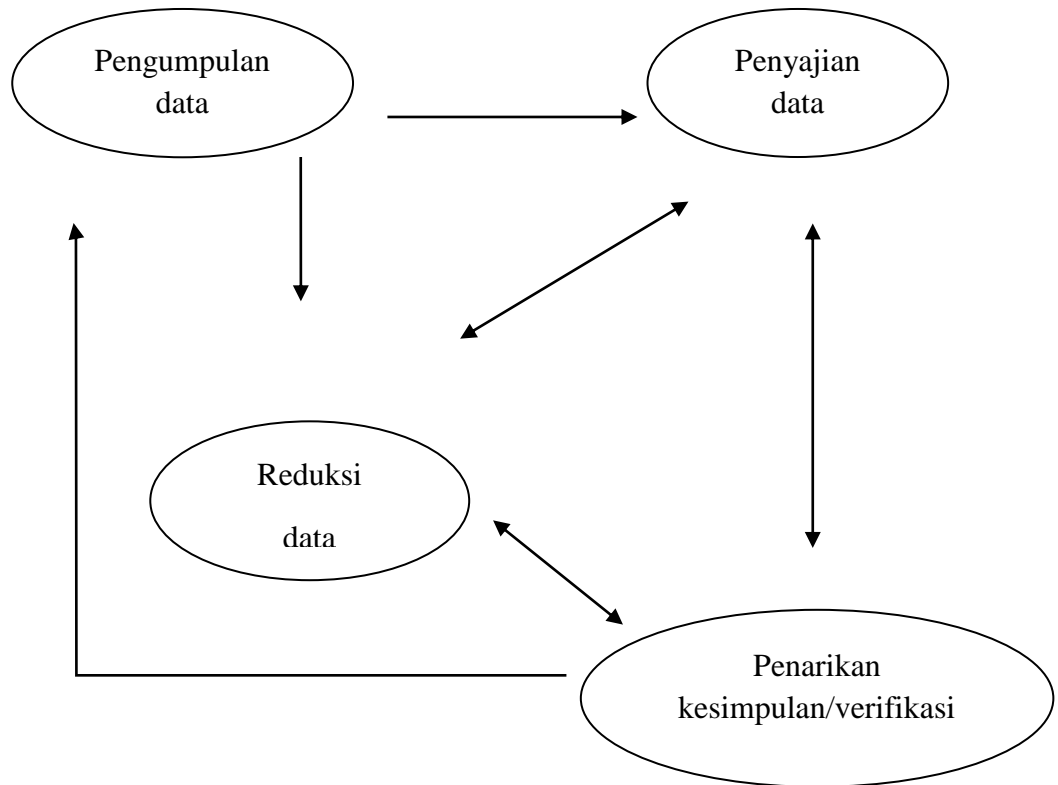 Pengumpulan
data
Penyajian
data
Reduksi
data
Penarikan
kesimpulan/verifikasi